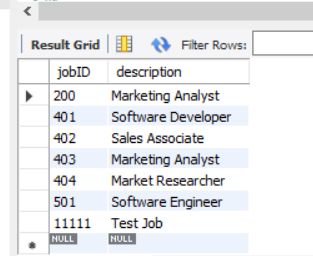 Result Grid Filter Rows:
jobID description
200 Marketing Analyst
401 Software Developer
402 Sales Associate
403 Marketing Analyst
404 Market Researcher
501 Software Engineer
11111 Test Job
NULL NULL